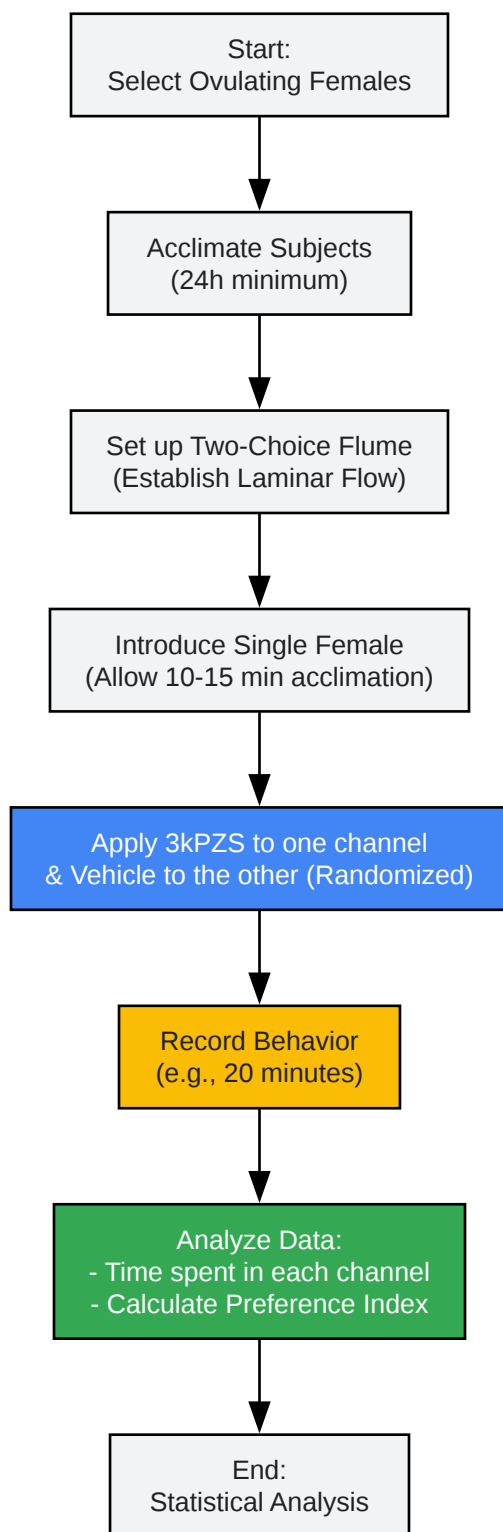 Start:
Select Ovulating Females
Acclimate Subjects
(24h minimum)
Set up Two-Choice Flume
(Establish Laminar Flow)
Introduce Single Female
(Allow 10-15 min acclimation)
Apply 3kPZS to one channel
& Vehicle to the other (Randomized)
Record Behavior
(e.g., 20 minutes)
Analyze Data:
- Time spent in each channel
- Calculate Preference Index
End:
Statistical Analysis